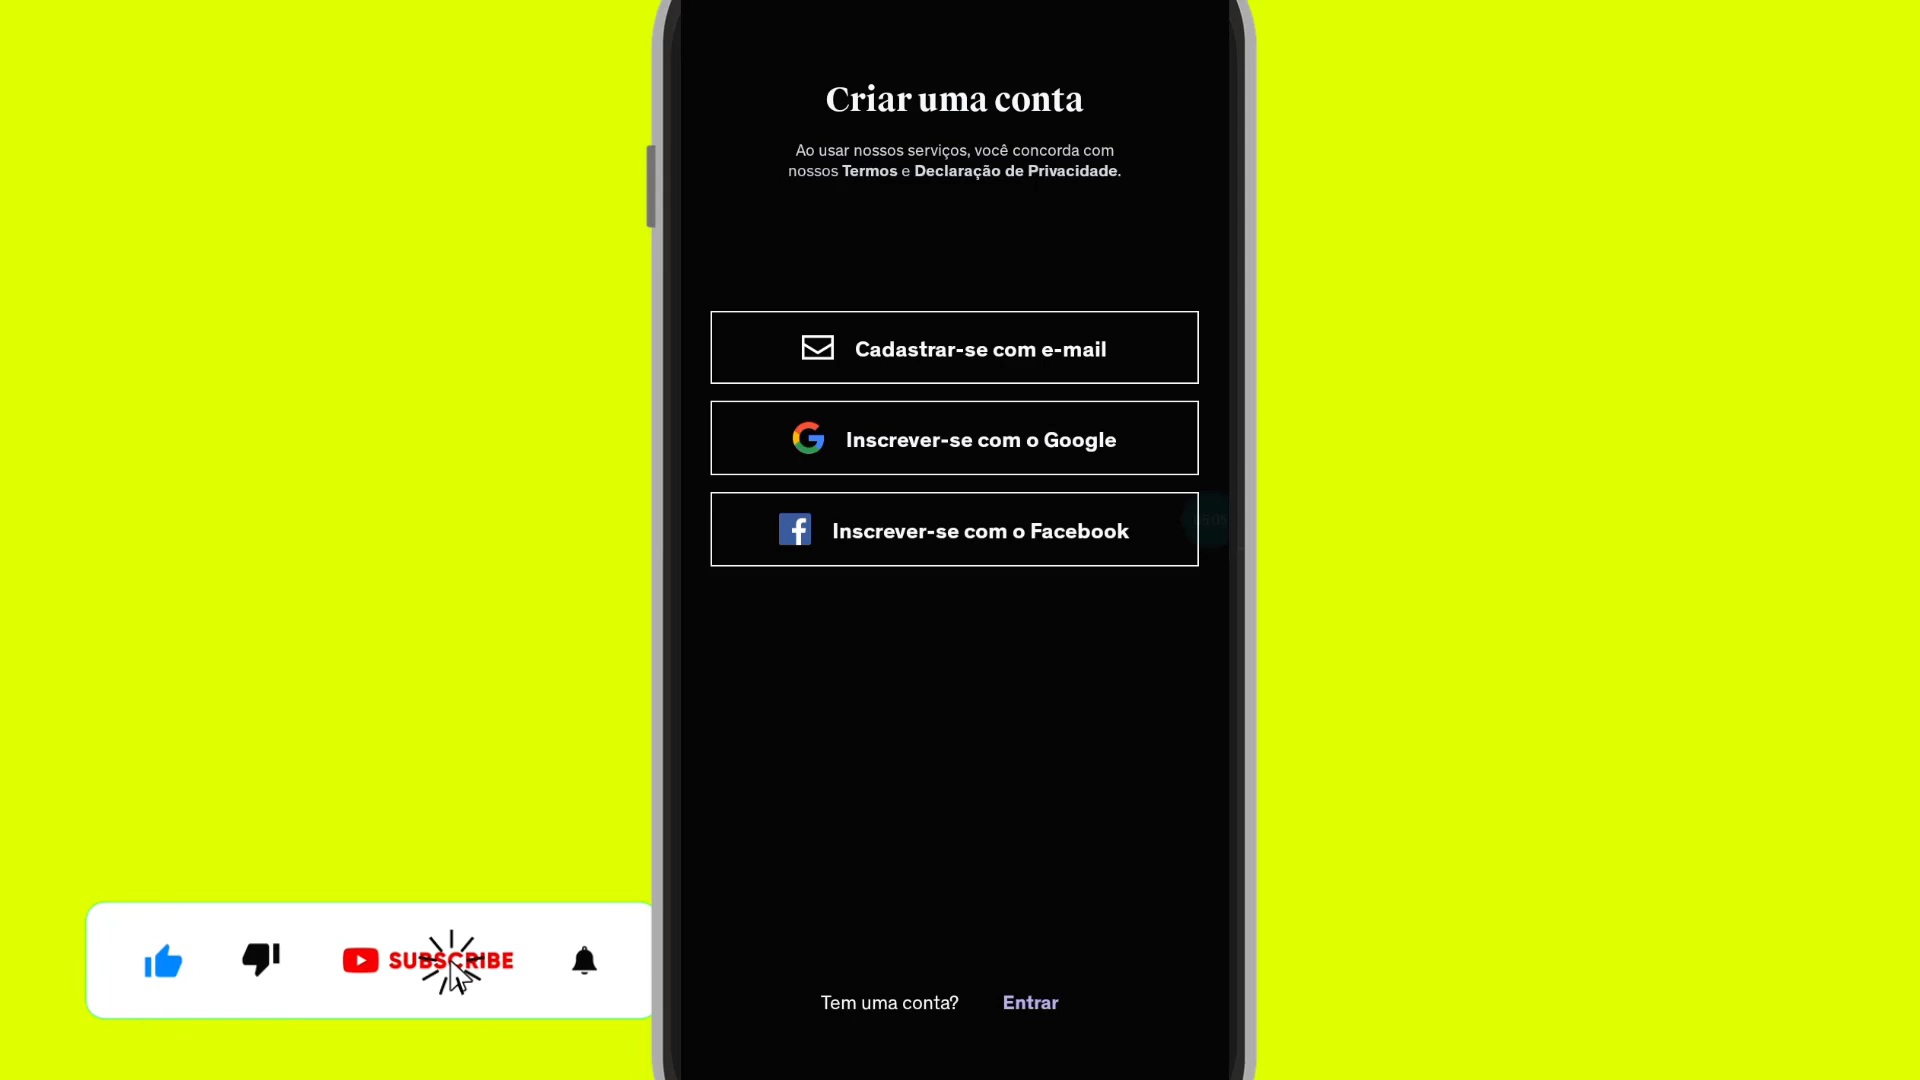 Criar uma conta
Ao usar nossos serviços, você concorda com
nossos Termos e Declaração de Privacidade.
Cadastrar-se com e-mail
Inscrever-se com o Google
Inscrever-se com o Facebook
SUBSCRIBE
Tem uma conta? Entrar